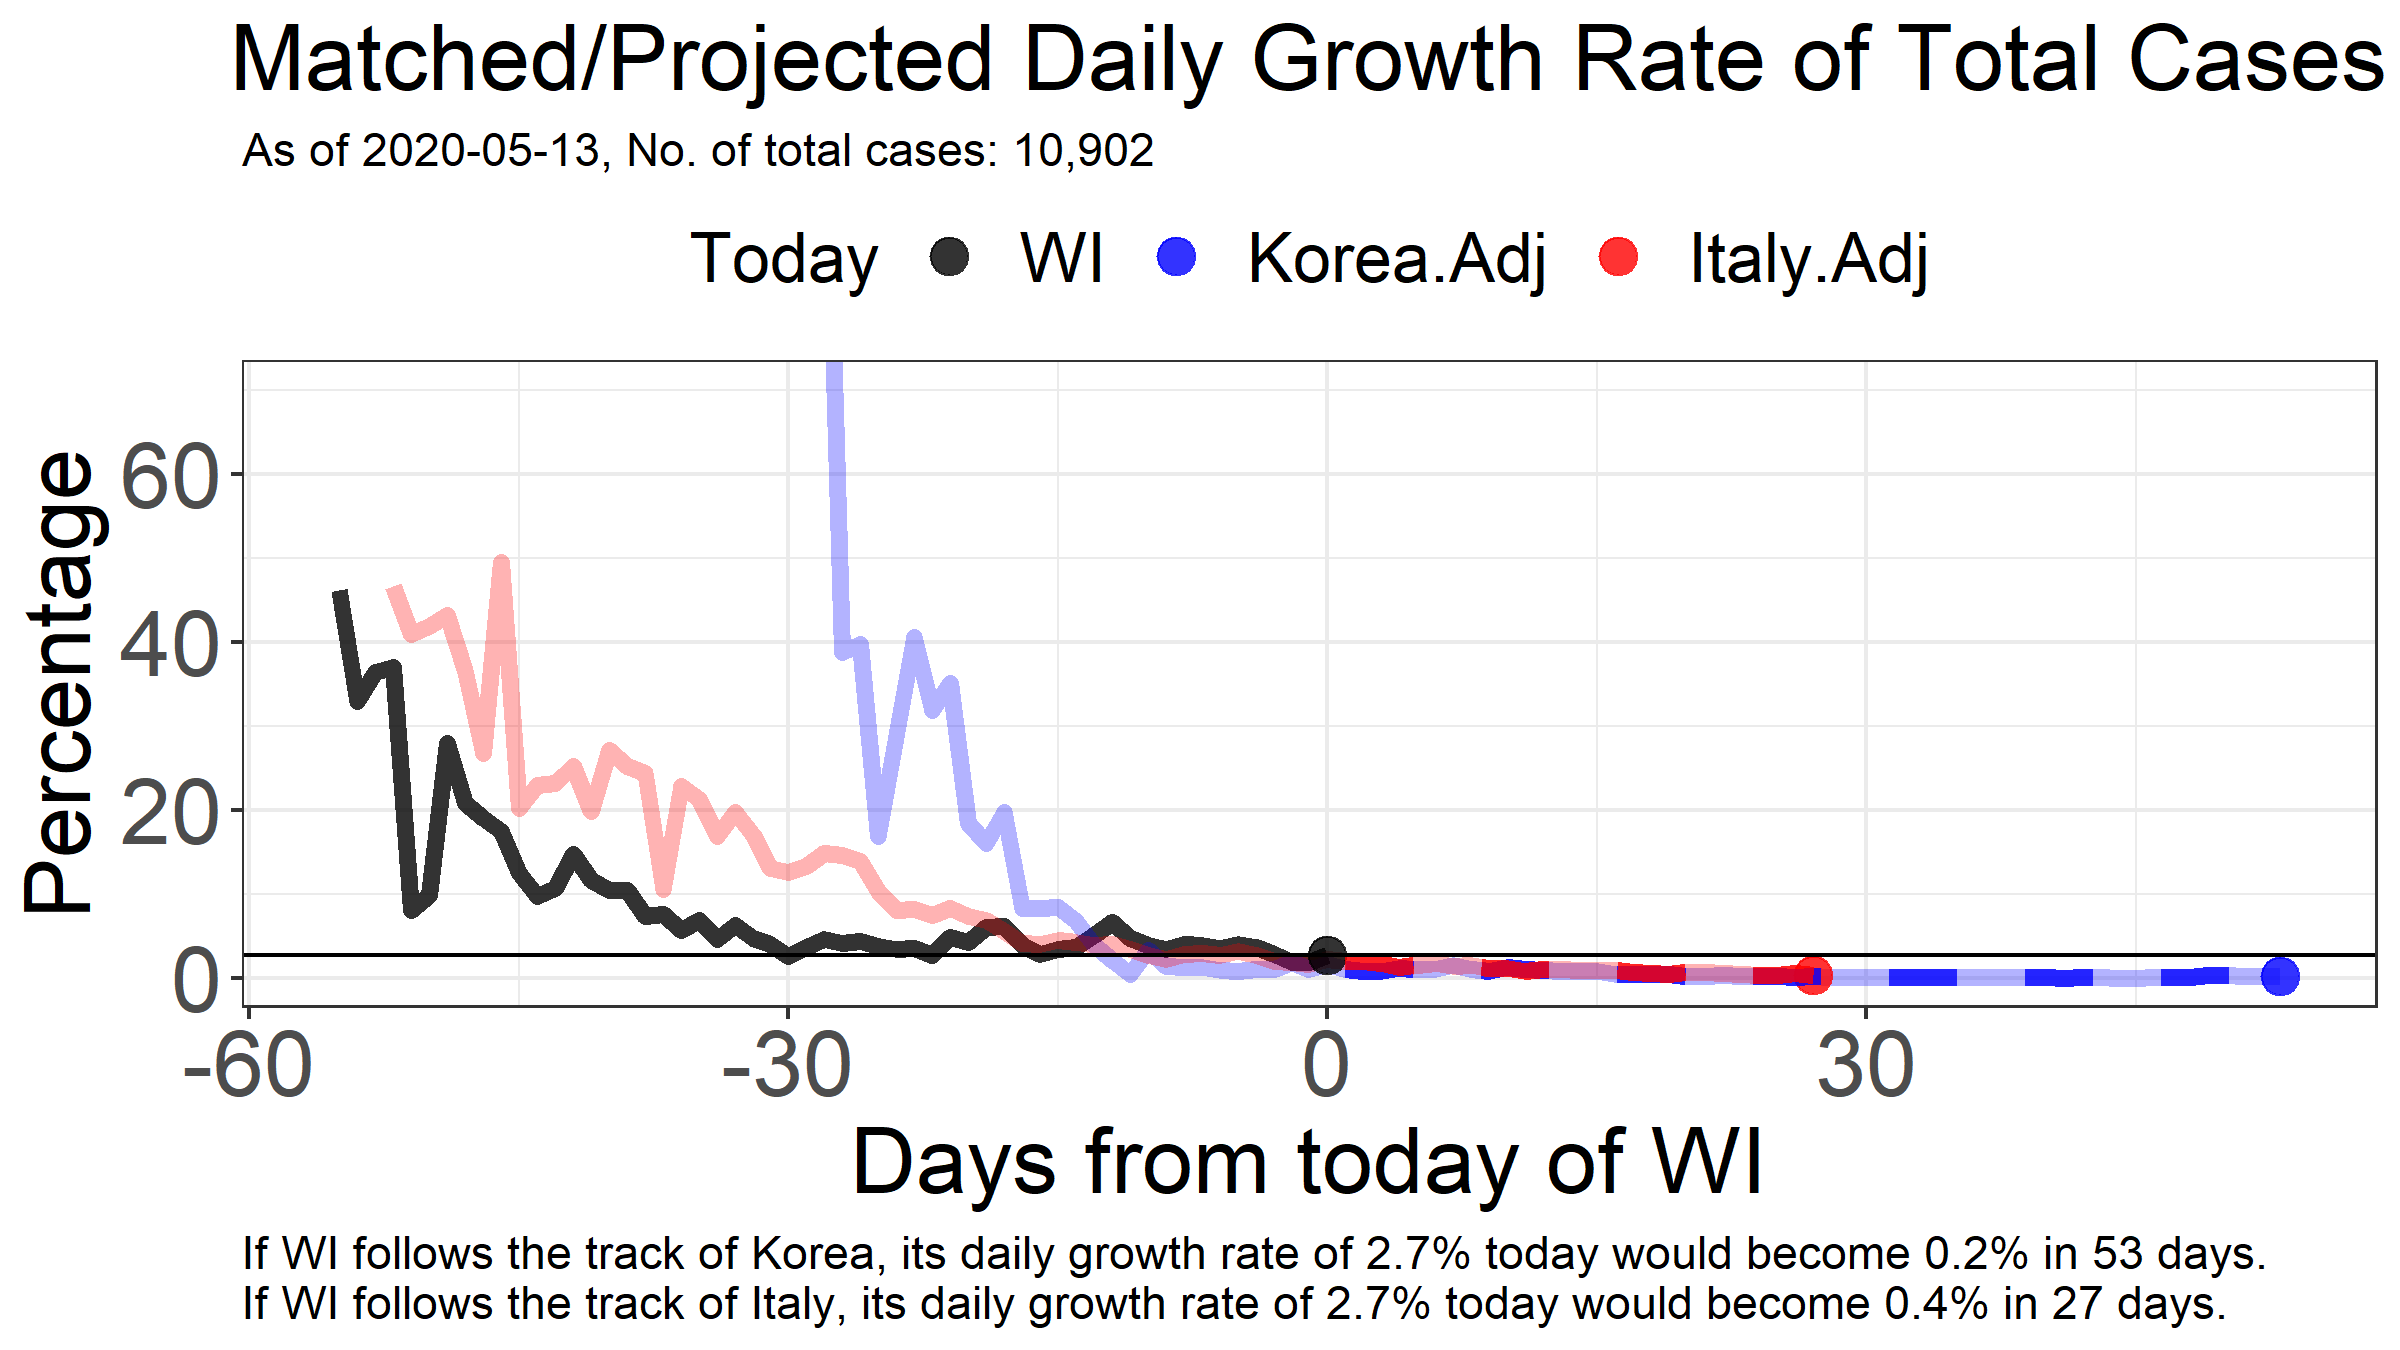 Matched/Projected Daily Growth Rate of Total Cases
As of 2020-05-13, No. of total cases: 10,902
Today WI Korea.Adj Italy.Adj
Percentage
60
40
20
0
-60 -30 0 30
Days from today of WI
If WI follows the track of Korea, its daily growth rate of 2.7% today would become 0.2% in 53 days.
If WI follows the track of Italy, its daily growth rate of 2.7% today would become 0.4% in 27 days.